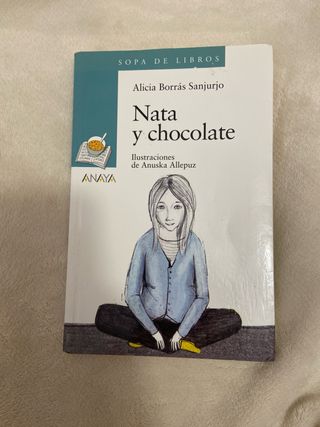 SOPA DE LIBROS
Alicia Borrás Sanjurjo
Nata
y chocolate
Ilustraciones
de Anuska Allepuz
ANAYA